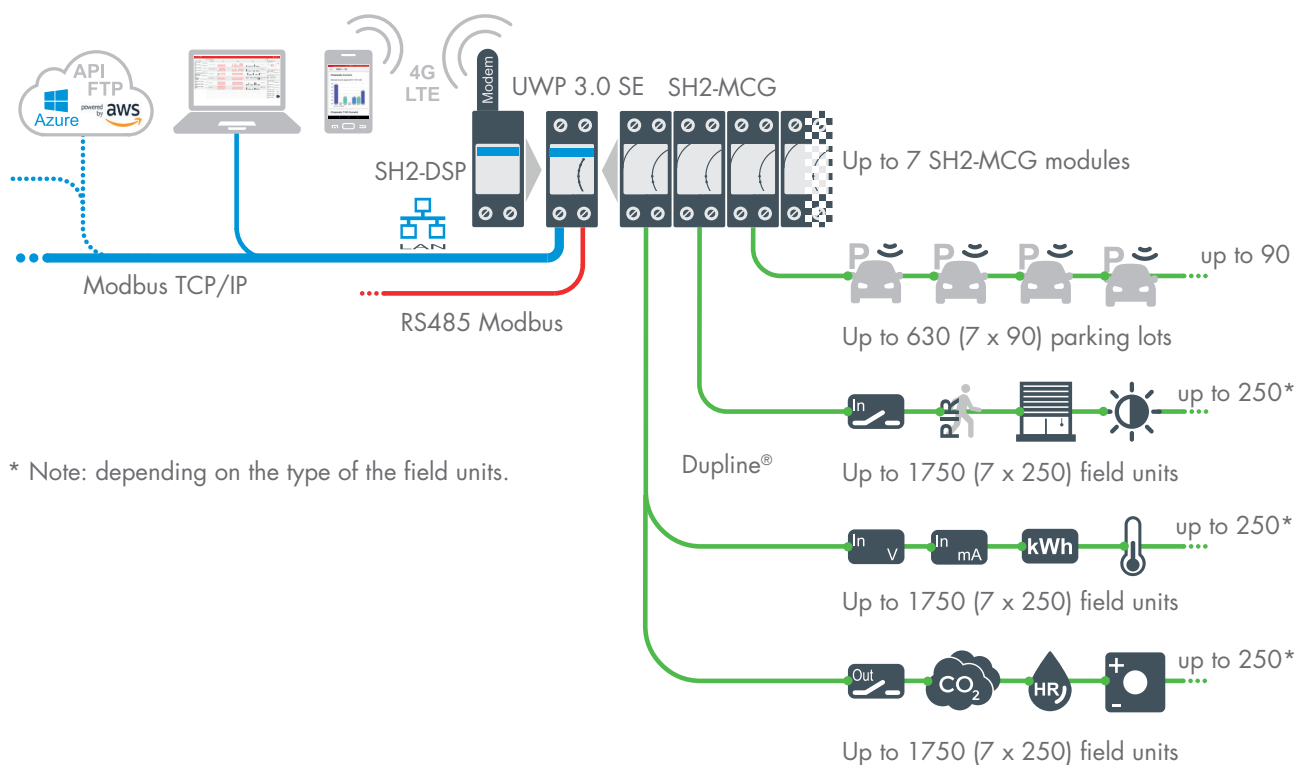 API
FTP
Azure
powered by aws
4G
LTE
Modem
UWP 3.0 SE
SH2-MCG
SH2-DSP
Up to 7 SH2-MCG modules
LAN
Modbus TCP/IP
RS485 Modbus
P
P
P
P
up to 90
Up to 630 (7 x 90) parking lots
In
PIR
up to 250*
Dupline®
Up to 1750 (7 x 250) field units
* Note: depending on the type of the field units.
In V
In mA
kWh
up to 250*
Up to 1750 (7 x 250) field units
Out
CO2
HR
+
-
up to 250*
Up to 1750 (7 x 250) field units